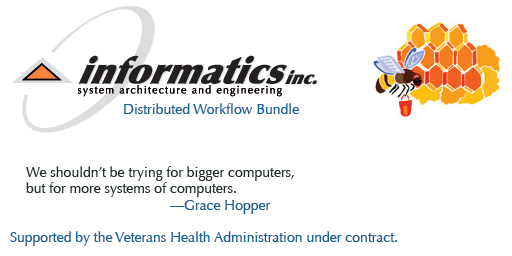 informatics inc.
system architecture and engineering
Distributed Workflow Bundle
We shouldn't be trying for bigger computers,
but for more systems of computers.
—Grace Hopper
Supported by the Veterans Health Administration under contract.